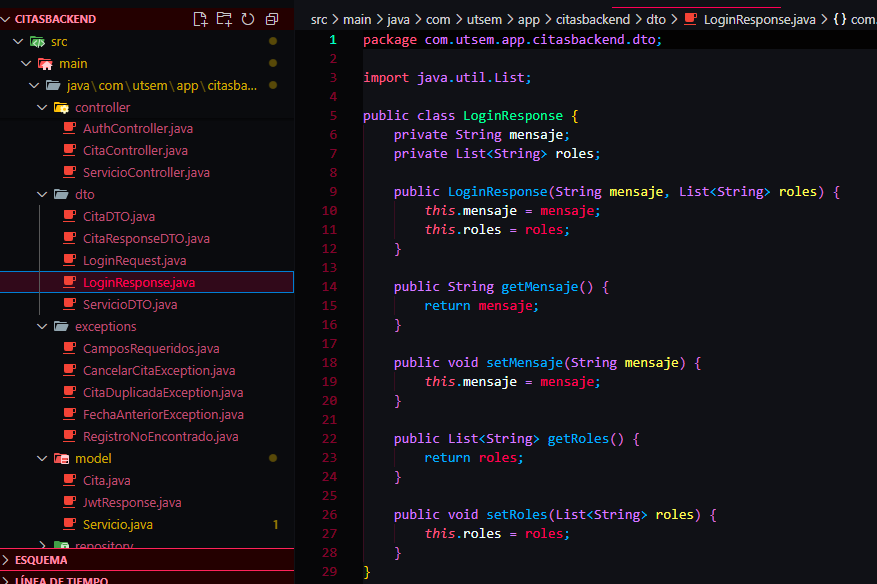 CITASBACKEND
src
main
java\com\utsem\app\citasba...
controller
AuthController.java
CitaController.java
ServicioController.java
dto
CitaDTO.java
CitaResponseDTO.java
LoginRequest.java
LoginResponse.java
ServicioDTO.java
exceptions
CamposRequeridos.java
CancelarCitaException.java
CitaDuplicadaException.java
FechaAnteriorException.java
RegistroNoEncontrado.java
model
Cita.java
JwtResponse.java
Servicio.java 1
repository
ESQUEMA
LÍNEA DE TIEMPO
src > main > java > com > utsem > app > citasbackend > dto > LoginResponse.java > {} com.
1 package com.utsem.app.citasbackend.dto;
2
3 import java.util.List;
4
5 public class LoginResponse {
6 private String mensaje;
7 private List<String> roles;
8
9 public LoginResponse(String mensaje, List<String> roles) {
10 this.mensaje = mensaje;
11 this.roles = roles;
12 }
13
14 public String getMensaje() {
15 return mensaje;
16 }
17
18 public void setMensaje(String mensaje) {
19 this.mensaje = mensaje;
20 }
21
22 public List<String> getRoles() {
23 return roles;
24 }
25
26 public void setRoles(List<String> roles) {
27 this.roles = roles;
28 }
29 }